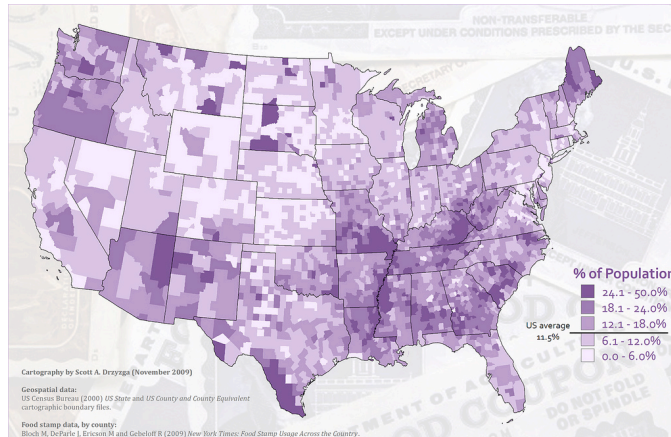 NON-TRANSFERABLE
EXCEPT UNDER CONDITIONS PRESCRIBED BY THE SEC
% of Population
24.1 - 50.0%
18.1 - 24.0%
12.1 - 18.0%
US average
11.5%
6.1 - 12.0%
0.0 - 6.0%
DO NOT FOLD
OR SPINDLE
Cartography by Scott A. Drzyzga (November 2009)
Geospatial data:
US Census Bureau (2000) US State and US County and County Equivalent
cartographic boundary files.
Food stamp data, by county:
Bloch M, DeParle J, Ericson M and Gebeloff R (2009) New York Times: Food Stamp Usage Across the Country.